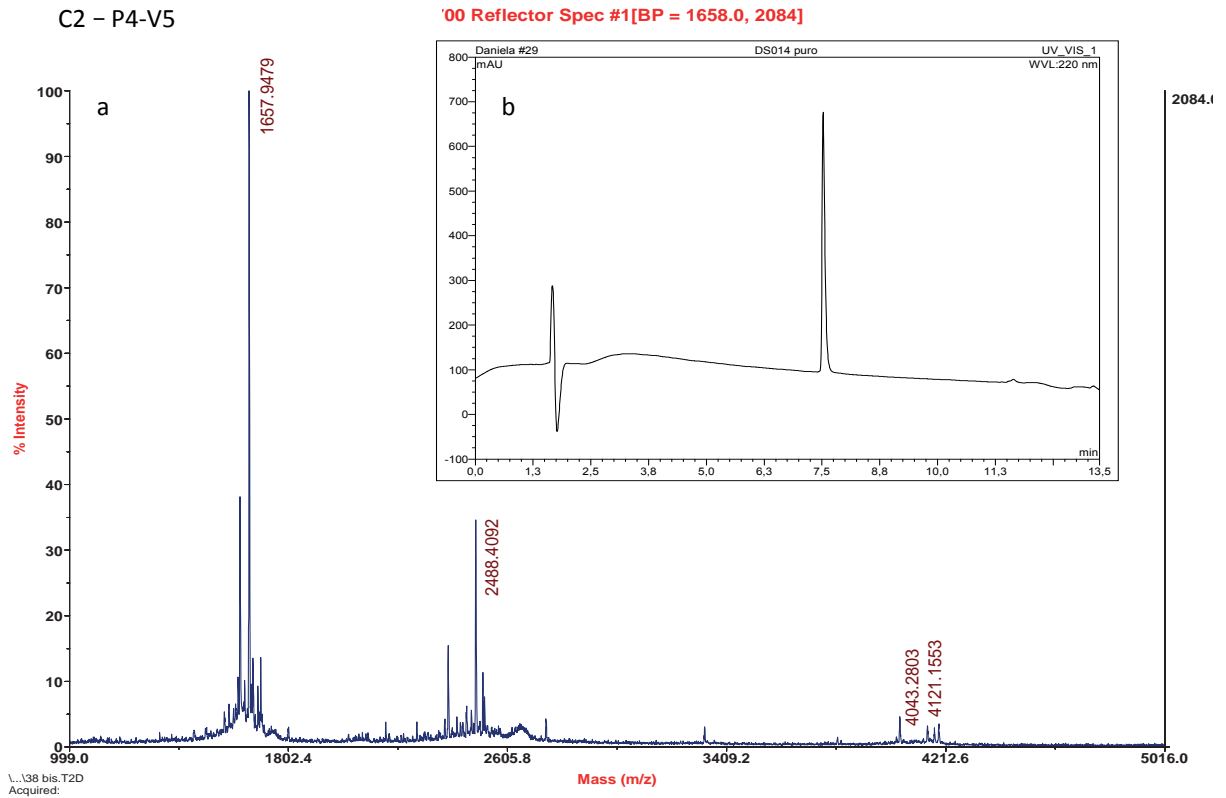 C2 – P4-V5
'00 Reflector Spec #1[BP = 1658.0, 2084]
Daniela #29 DS014 puro UV_VIS_1
mAU WVL:220 nm
800
700
600
500
400
300
200
100
0
-100
b
min
0,0 1,3 2,5 3,8 5,0 6,3 7,5 8,8 10,0 11,3 13,5
a
2084.
100
90
80
70
60
50
40
30
20
10
0
% Intensity
1657.9479
2488.4092
4043.2803
4121.1553
999.0 1802.4 2605.8 3409.2 4212.6 5016.0
Mass (m/z)
\...\38 bis.T2D
Acquired: